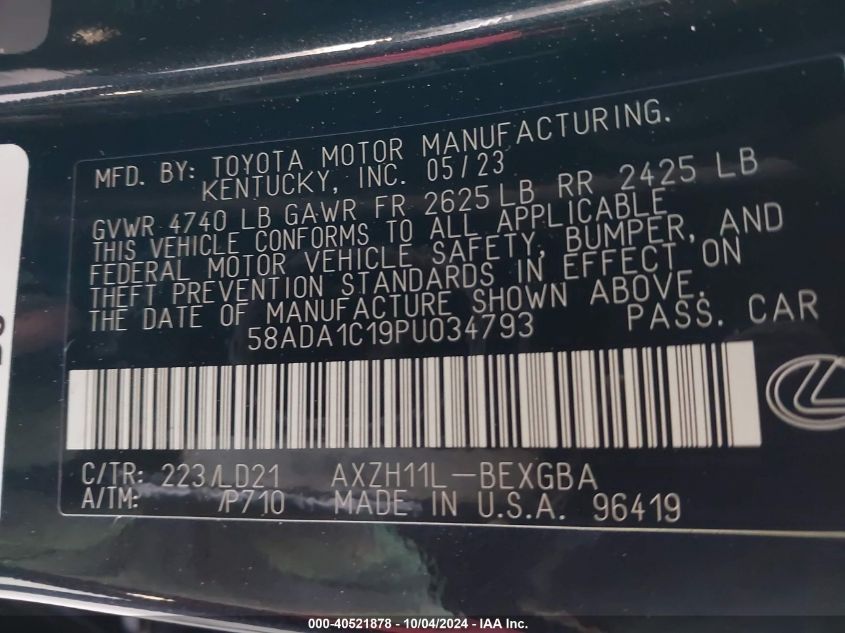 MFD. BY: TOYOTA MOTOR MANUFACTURING.
KENTUCKY, INC. 05/23
GVWR 4740 LB GAWR FR 2625 LB RR 2425 LB
THIS VEHICLE CONFORMS TO ALL APPLICABLE
FEDERAL MOTOR VEHICLE SAFETY, BUMPER, AND
THEFT PREVENTION STANDARDS IN EFFECT ON
THE DATE OF MANUFACTURE SHOWN ABOVE.
58ADA1C19PU034793 PASS. CAR
C/TR: 223/LD21 AXZH11L-BEXGBA
A/TM: /P710 MADE IN U.S.A. 96419
000-40521878 - 10/04/2024 - IAA Inc.